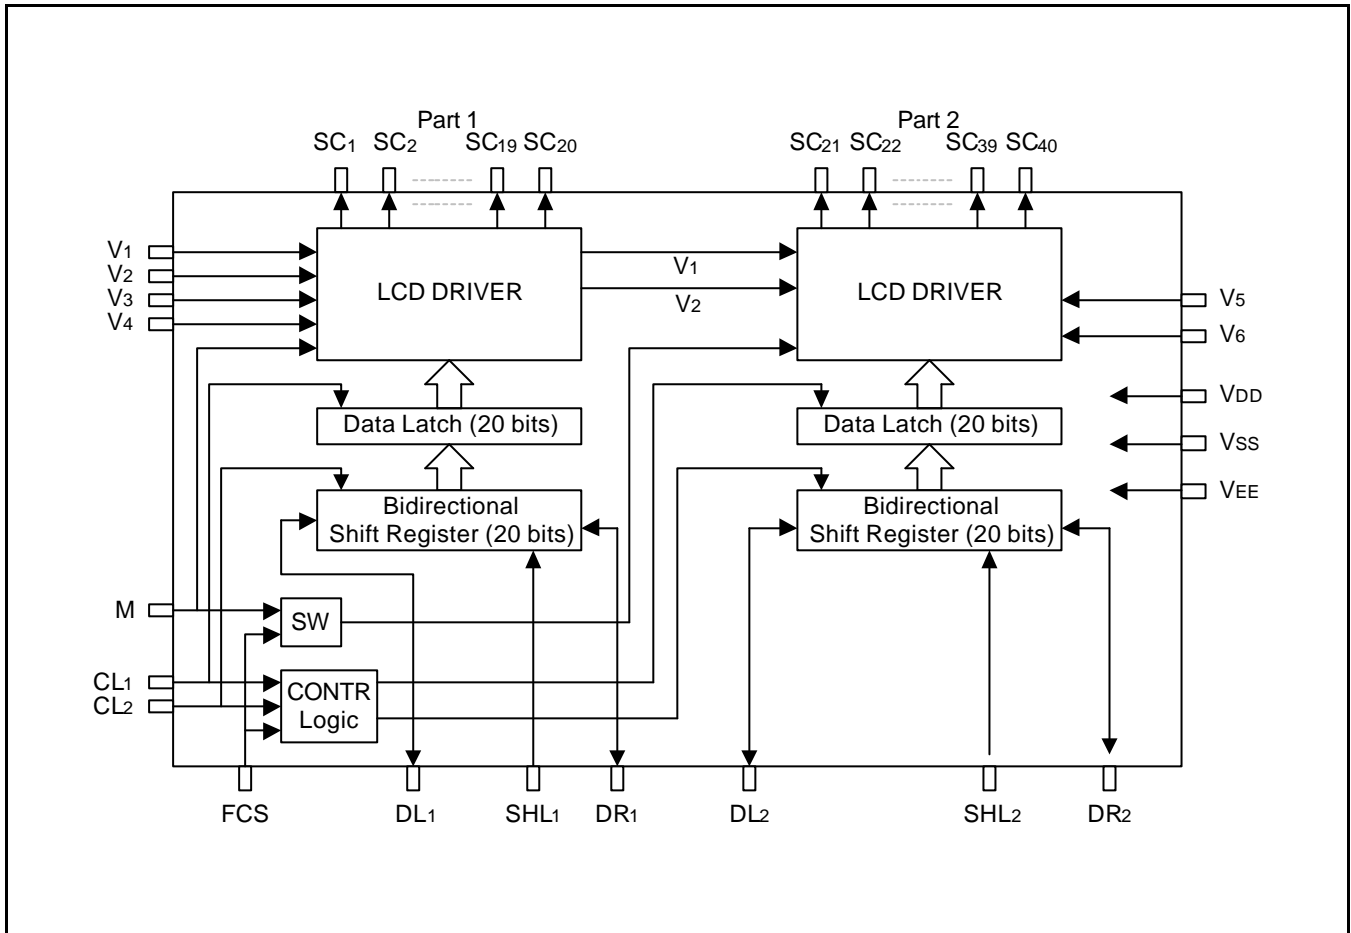 Part 1 Part 2
SC1 SC2 SC19 SC20 SC21 SC22 SC39 SC40
V1
V2
V3
V4
LCD DRIVER
V1
V2
LCD DRIVER
V5
V6
Data Latch (20 bits)
Data Latch (20 bits)
VDD
VSS
VEE
Bidirectional
Shift Register (20 bits)
Bidirectional
Shift Register (20 bits)
M
SW
CL1
CL2
CONTR
Logic
FCS DL1 SHL1 DR1 DL2 SHL2 DR2